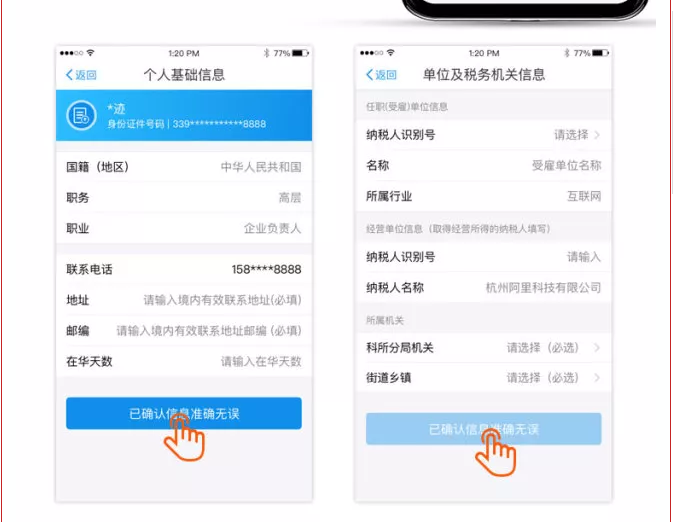 1:20 PM
77%
返回
个人基础信息
*迹
身份证件号码 | 339***********8888
国籍（地区）
中华人民共和国
职务
高层
职业
企业负责人
联系电话
158****8888
地址
请输入境内有效联系地址(必填)
邮编
请输入境内有效联系地址邮编 (必填)
在华天数
请输入在华天数
已确认信息准确无误
1:20 PM
77%
返回
单位及税务机关信息
任职(受雇)单位信息
纳税人识别号
请选择
名称
受雇单位名称
所属行业
互联网
经营单位信息（取得经营所得的纳税人填写）
纳税人识别号
请输入
纳税人名称
杭州阿里科技有限公司
所属机关
科所分局机关
请选择（必选）
街道乡镇
请选择（必选）
已确认信息准确无误